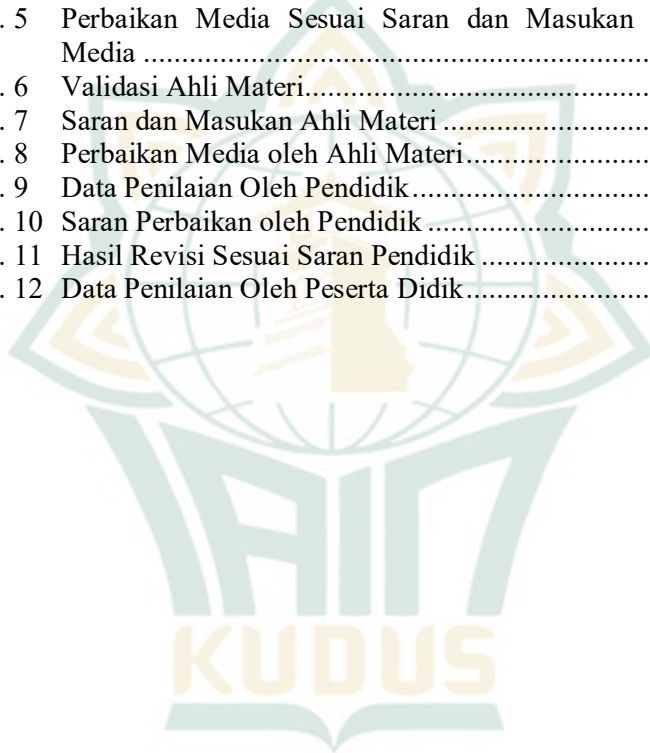 . 5 Perbaikan Media Sesuai Saran dan Masukan
Media ..................................................................................
. 6 Validasi Ahli Materi.......................................................
. 7 Saran dan Masukan Ahli Materi ...................................
. 8 Perbaikan Media oleh Ahli Materi................................
. 9 Data Penilaian Oleh Pendidik........................................
. 10 Saran Perbaikan oleh Pendidik .....................................
. 11 Hasil Revisi Sesuai Saran Pendidik .............................
. 12 Data Penilaian Oleh Peserta Didik................................
IAIN
KUDUS